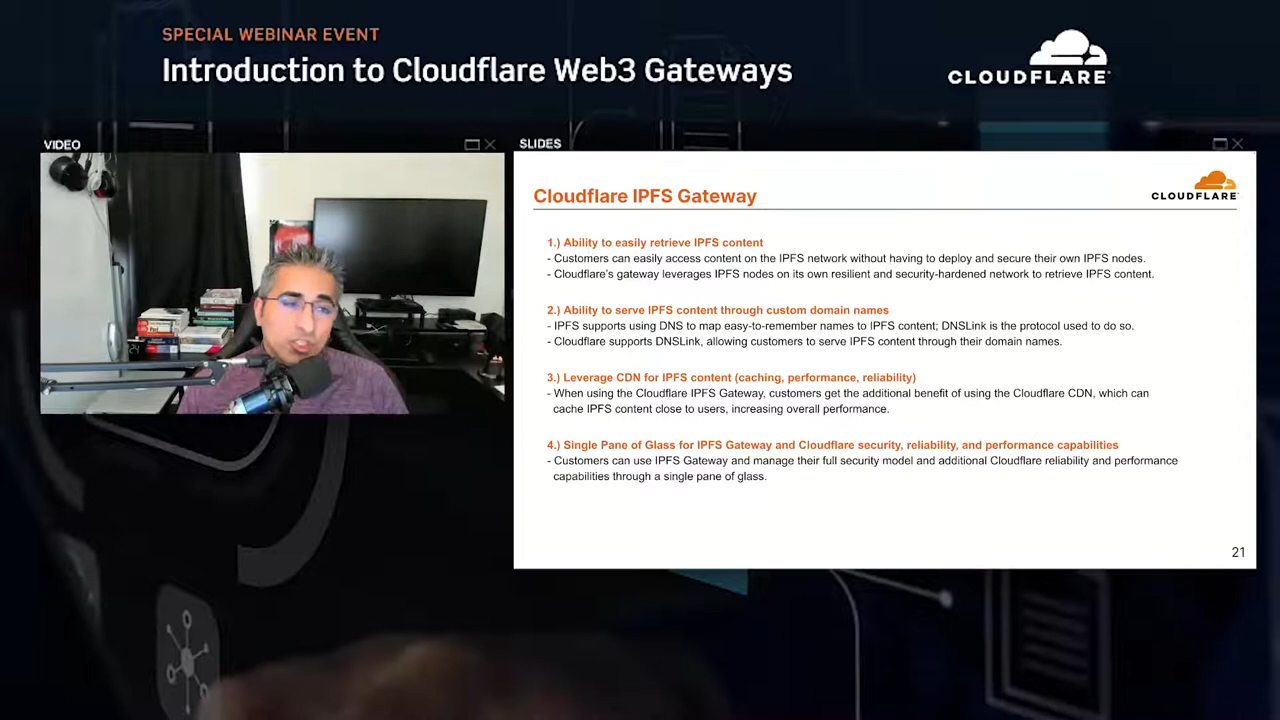 SPECIAL WEBINAR EVENT
Introduction to Cloudflare Web3 Gateways
CLOUDFLARE
VIDEO
SLIDES
Cloudflare IPFS Gateway
CLOUDFLARE
1.) Ability to easily retrieve IPFS content
- Customers can easily access content on the IPFS network without having to deploy and secure their own IPFS nodes.
- Cloudflare's gateway leverages IPFS nodes on its own resilient and security-hardened network to retrieve IPFS content.
2.) Ability to serve IPFS content through custom domain names
- IPFS supports using DNS to map easy-to-remember names to IPFS content; DNSLink is the protocol used to do so.
- Cloudflare supports DNSLink, allowing customers to serve IPFS content through their domain names.
3.) Leverage CDN for IPFS content (caching, performance, reliability)
- When using the Cloudflare IPFS Gateway, customers get the additional benefit of using the Cloudflare CDN, which can
cache IPFS content close to users, increasing overall performance.
4.) Single Pane of Glass for IPFS Gateway and Cloudflare security, reliability, and performance capabilities
- Customers can use IPFS Gateway and manage their full security model and additional Cloudflare reliability and performance
capabilities through a single pane of glass.
21